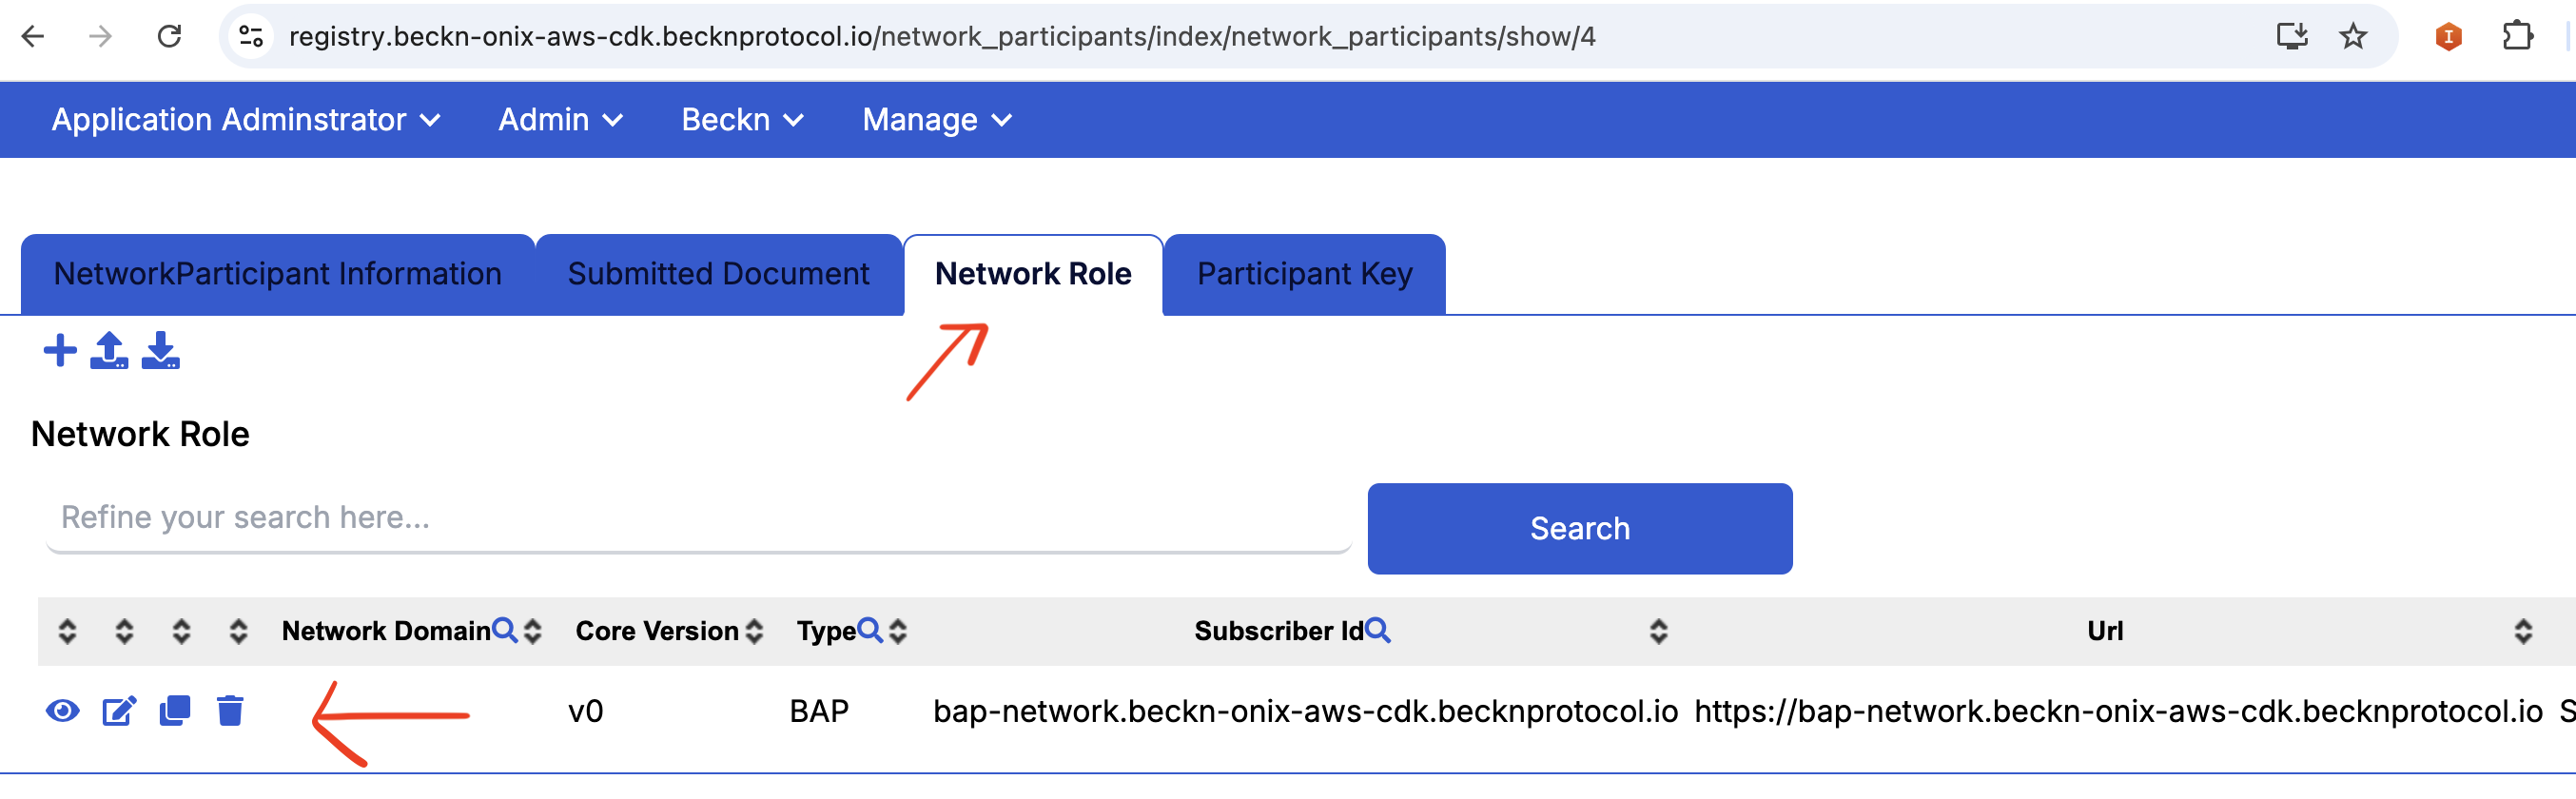 registry.beckn-onix-aws-cdk.becknprotocol.io/network_participants/index/network_participants/show/4
Application Adminstrator Admin Beckn Manage
NetworkParticipant Information Submitted Document Network Role Participant Key
Network Role
Refine your search here... Search
Network Domain Core Version Type Subscriber Id Url
v0 BAP bap-network.beckn-onix-aws-cdk.becknprotocol.io https://bap-network.beckn-onix-aws-cdk.becknprotocol.io S